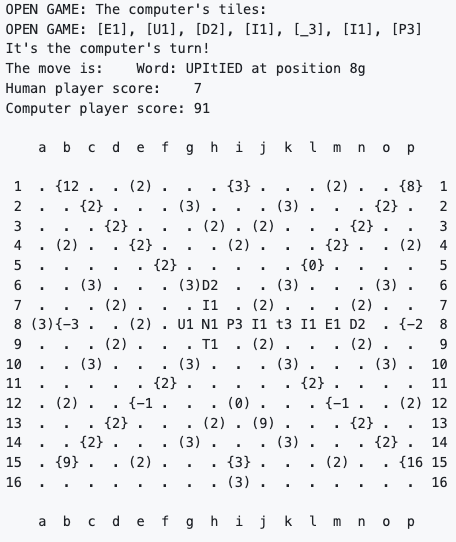 OPEN GAME: The computer's tiles:
OPEN GAME: [E1], [U1], [D2], [I1], [_3], [I1], [P3]
It's the computer's turn!
The move is:    Word: UPItIED at position 8g
Human player score:    7
Computer player score: 91
a  b  c  d  e  f  g  h  i  j  k  l  m  n  o  p
1  . {12 .  . (2) .  .  . {3} .  .  . (2) .  . {8}  1
2  .  . {2} .  .  . (3) .  .  . (3) .  .  . {2} .   2
3  .  .  . {2} .  .  . (2) . (2) .  .  . {2} .  .   3
4  . (2) .  . {2} .  .  . (2) .  .  . {2} .  . (2)  4
5  .  .  .  .  . {2} .  .  .  .  . {0} .  .  .  .   5
6  .  . (3) .  .  . (3)D2  .  . (3) .  .  . (3) .   6
7  .  .  . (2) .  .  . I1  . (2) .  .  . (2) .  .   7
8 (3){−3 .  . (2) . U1 N1 P3 I1 t3 I1 E1 D2  . {−2  8
9  .  .  . (2) .  .  . T1  . (2) .  .  . (2) .  .   9
10  .  . (3) .  .  . (3) .  .  . (3) .  .  . (3) .  10
11  .  .  .  .  . {2} .  .  .  .  . {2} .  .  .  .  11
12  . (2) .  . {−1 .  .  . (0) .  .  . {−1 .  . (2) 12
13  .  .  . {2} .  .  . (2) . (9) .  .  . {2} .  .  13
14  .  . {2} .  .  . (3) .  .  . (3) .  .  . {2} .  14
15  . {9} .  . (2) .  .  . {3} .  .  . (2) .  . {16 15
16  .  .  .  .  .  .  .  . (3) .  .  .  .  .  .  .  16
a  b  c  d  e  f  g  h  i  j  k  l  m  n  o  p